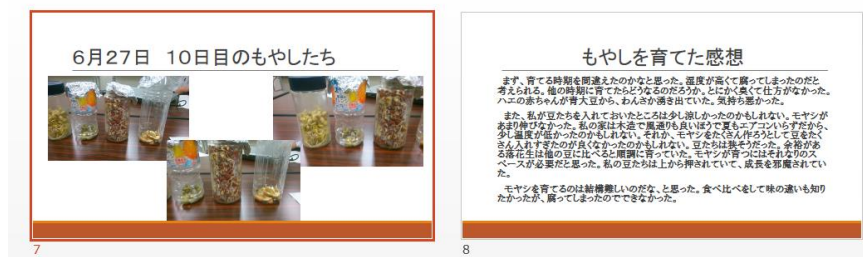 6月27日　10日目のもやしたち
7
もやしを育てた感想
まず、育てる時期を間違えたのかなと思った。湿度が高くて腐ってしまったのだと
考えられる。他の時期に育てたらどうなるのだろうか。とにかく臭くて仕方がなかった。
ハエの赤ちゃんが青大豆から、わんさか湧き出ていた。気持ち悪かった。
また、私が豆たちを入れておいたところは少し涼しかったのかもしれない。モヤシが
あまり伸びなかった。私の家は木造で風通りも良いほうで夏もエアコンいらずだから、
少し温度が低かったのかもしれない。それか、モヤシをたくさん作ろうとして豆をたく
さん入れすぎたのが良くなかったのかもしれない。豆たちは狭そうだった。余裕があ
る落花生は他の豆に比べると順調に育っていた。モヤシが育つにはそれなりのス
ペースが必要だと思った。私の豆たちは上から押されていて、成長を邪魔されてい
た。
モヤシを育てるのは結構難しいのだな、と思った。食べ比べをして味の違いも知り
たかったが、腐ってしまったのでできなかった。
8